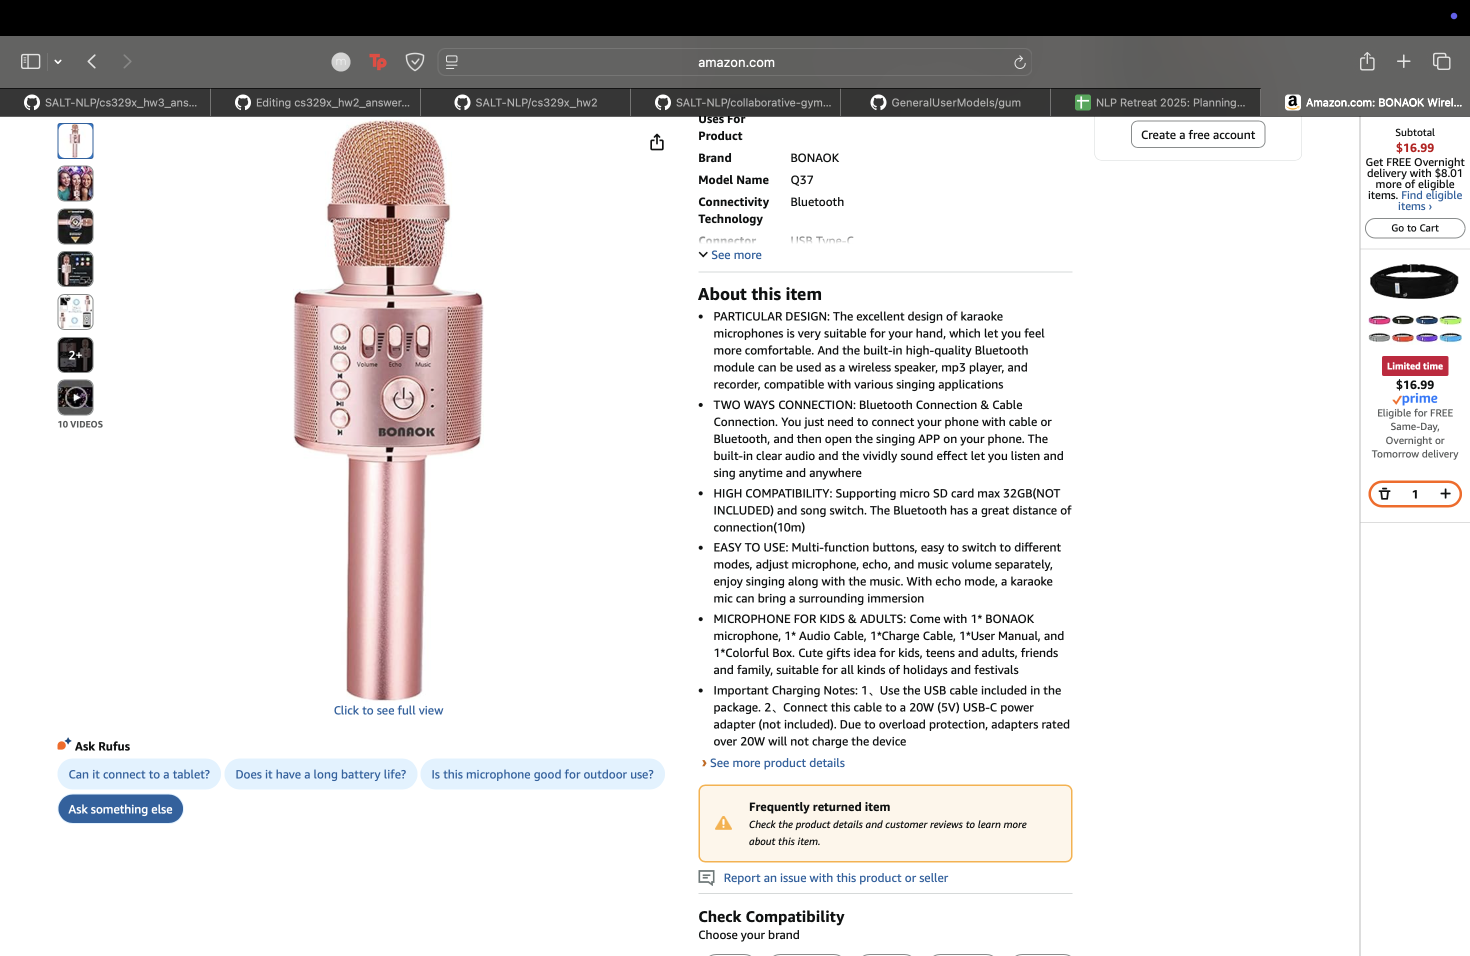 amazon.com
SALT-NLP/cs329x_hw3_ans...
Editing cs329x_hw2_answer...
SALT-NLP/cs329x_hw2
SALT-NLP/collaborative-gym...
GeneralUserModels/gum
NLP Retreat 2025: Planning...
Amazon.com: BONAOK Wirel...
2+
10 VIDEOS
Mode
Volume
Echo
Music
BONAOK
Click to see full view
Ask Rufus
Can it connect to a tablet?
Does it have a long battery life?
Is this microphone good for outdoor use?
Ask something else
Uses For
Product
Brand BONAOK
Model Name Q37
Connectivity Bluetooth
Technology
Connector USB Type-C
See more
About this item
• PARTICULAR DESIGN: The excellent design of karaoke
microphones is very suitable for your hand, which let you feel
more comfortable. And the built-in high-quality Bluetooth
module can be used as a wireless speaker, mp3 player, and
recorder, compatible with various singing applications
• TWO WAYS CONNECTION: Bluetooth Connection & Cable
Connection. You just need to connect your phone with cable or
Bluetooth, and then open the singing APP on your phone. The
built-in clear audio and the vividly sound effect let you listen and
sing anytime and anywhere
• HIGH COMPATIBILITY: Supporting micro SD card max 32GB(NOT
INCLUDED) and song switch. The Bluetooth has a great distance of
connection(10m)
• EASY TO USE: Multi-function buttons, easy to switch to different
modes, adjust microphone, echo, and music volume separately,
enjoy singing along with the music. With echo mode, a karaoke
mic can bring a surrounding immersion
• MICROPHONE FOR KIDS & ADULTS: Come with 1* BONAOK
microphone, 1* Audio Cable, 1*Charge Cable, 1*User Manual, and
1*Colorful Box. Cute gifts idea for kids, teens and adults, friends
and family, suitable for all kinds of holidays and festivals
• Important Charging Notes: 1、Use the USB cable included in the
package. 2、Connect this cable to a 20W (5V) USB-C power
adapter (not included). Due to overload protection, adapters rated
over 20W will not charge the device
› See more product details
Frequently returned item
Check the product details and customer reviews to learn more
about this item.
Report an issue with this product or seller
Check Compatibility
Choose your brand
Create a free account
Subtotal
$16.99
Get FREE Overnight
delivery with $8.01
more of eligible
items. Find eligible
items ›
Go to Cart
Limited time
$16.99
prime
Eligible for FREE
Same-Day,
Overnight or
Tomorrow delivery
1